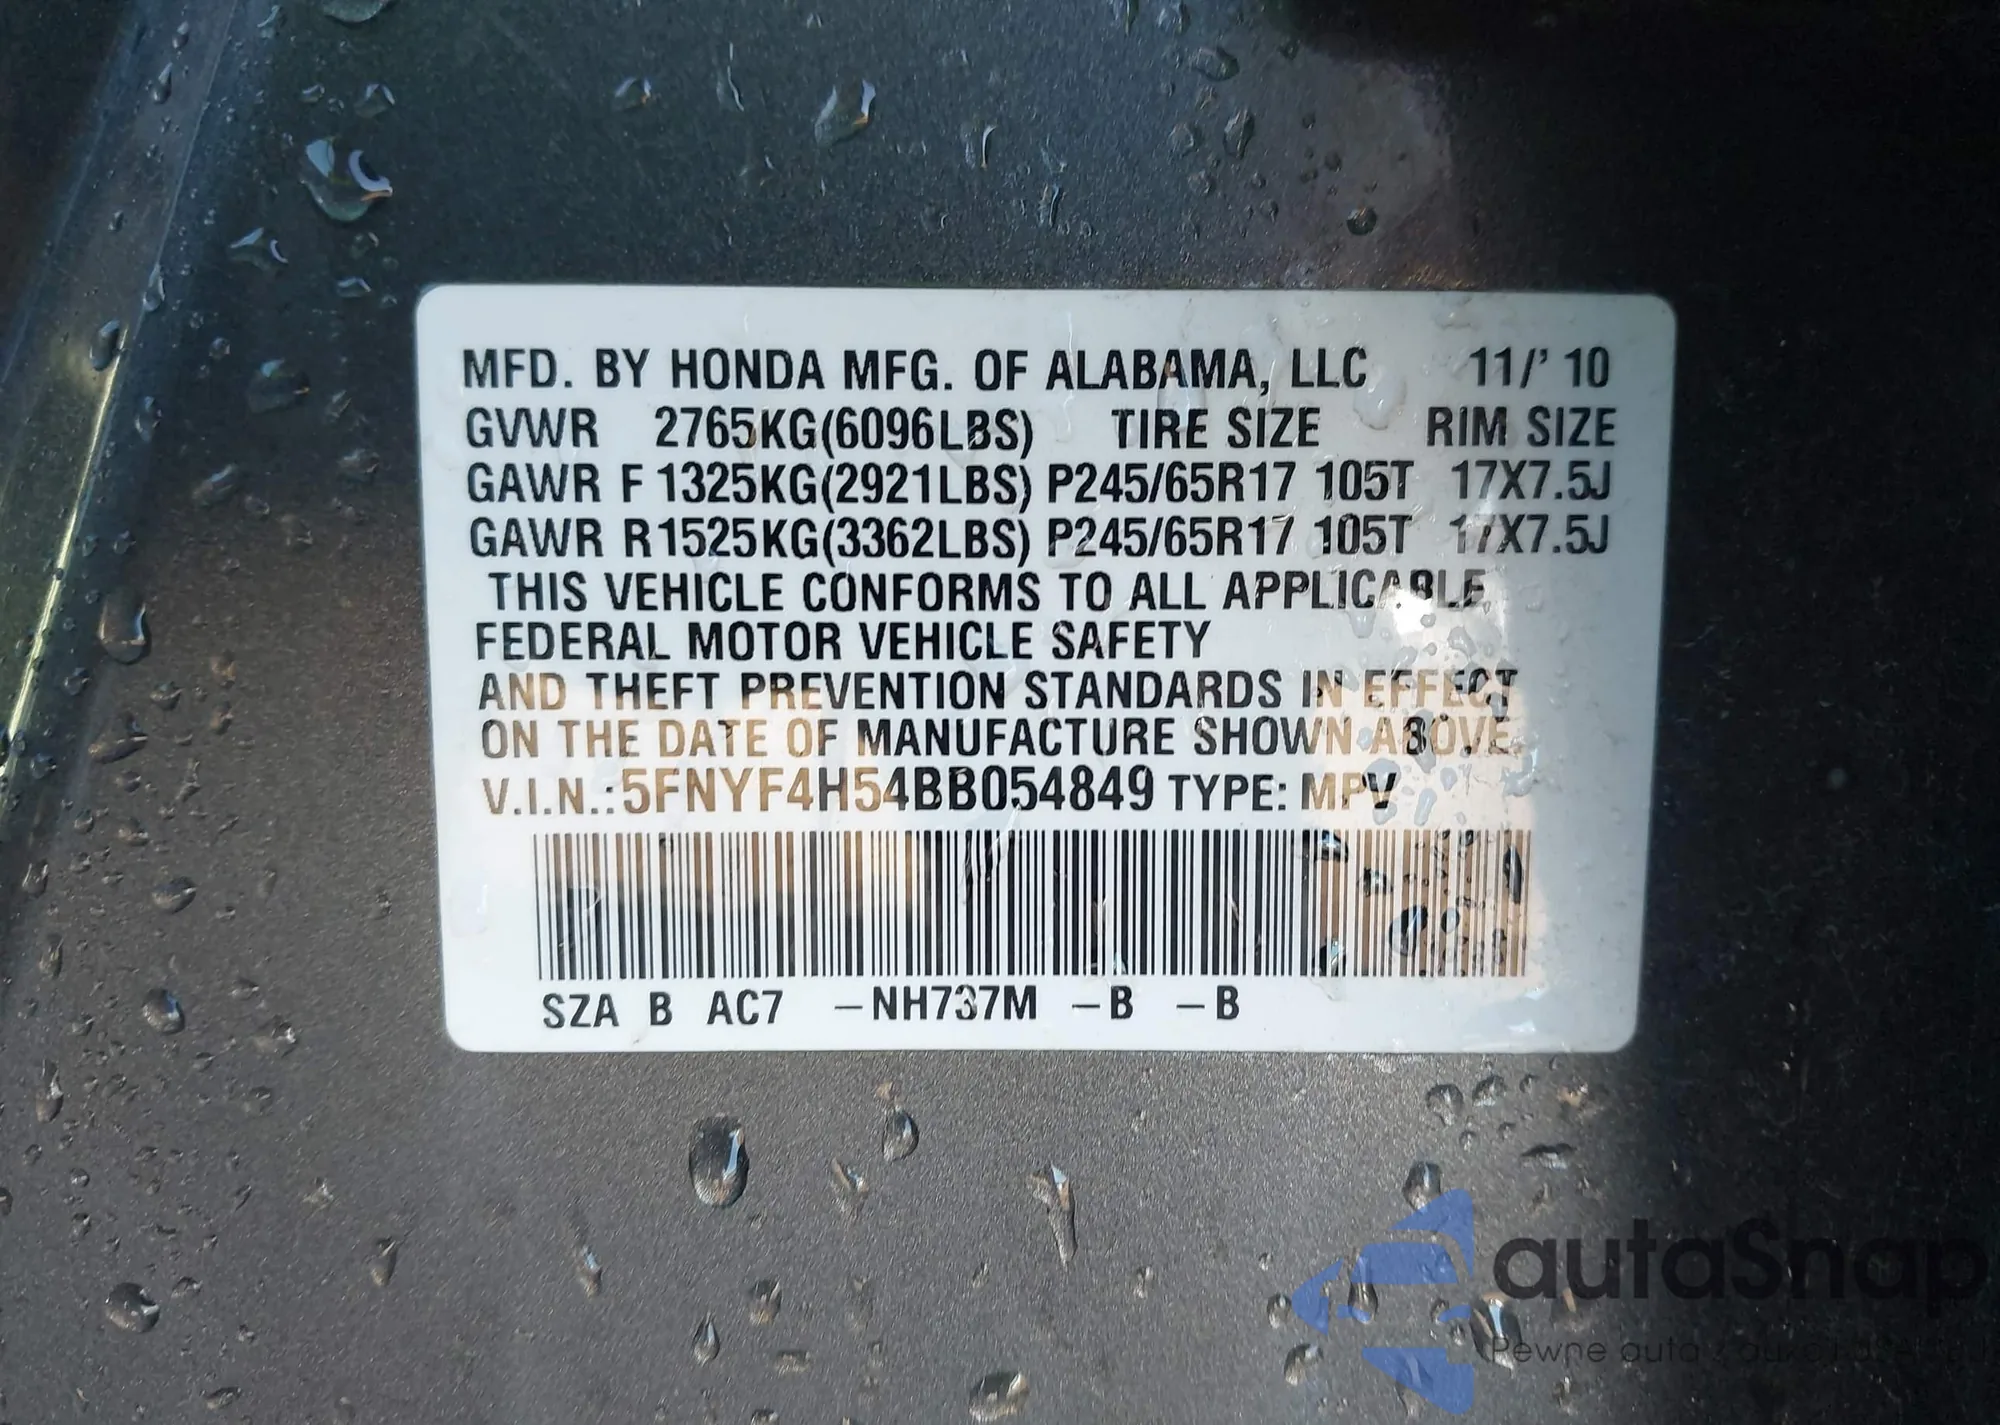 MFD. BY HONDA MFG. OF ALABAMA, LLC 11/' 10
GVWR 2765KG(6096LBS) TIRE SIZE RIM SIZE
GAWR F 1325KG(2921LBS) P245/65R17 105T 17X7.5J
GAWR R1525KG(3362LBS) P245/65R17 105T 17X7.5J
THIS VEHICLE CONFORMS TO ALL APPLICABLE
FEDERAL MOTOR VEHICLE SAFETY
AND THEFT PREVENTION STANDARDS IN EFFECT
ON THE DATE OF MANUFACTURE SHOWN ABOVE.
V.I.N.:5FNYF4H54BB054849 TYPE: MPV
SZA B AC7 -NH737M -B -B
autaSnap
Pewne auta z